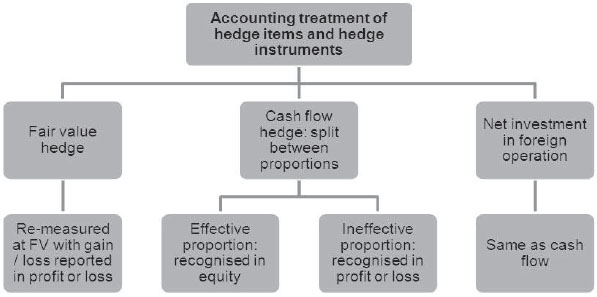 Accounting treatment of
hedge items and hedge
instruments
Fair value
hedge
Cash flow
hedge: split
between
proportions
Net investment
in foreign
operation
Re-measured
at FV with gain
/ loss reported
in profit or loss
Effective
proportion:
recognised in
equity
Ineffective
proportion:
recognised in
profit or loss
Same as cash
flow